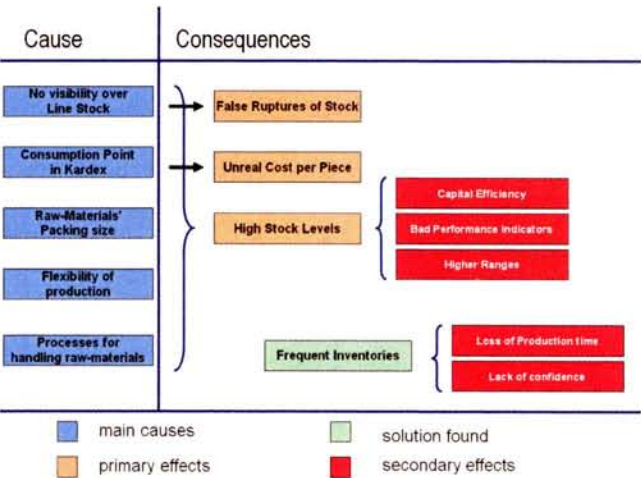 Cause
Consequences
No visibility over
Line Stock
False Ruptures of Stock
Consumption Point
in Kardex
Unreal Cost per Piece
Raw-Materials'
Packing size
High Stock Levels
Capital Efficiency
Bad Performance Indicators
Higher Ranges
Flexibility of
production
Processes for
handling raw-materials
Frequent Inventories
Loss of Production time
Lack of confidence
main causes
solution found
primary effects
secondary effects